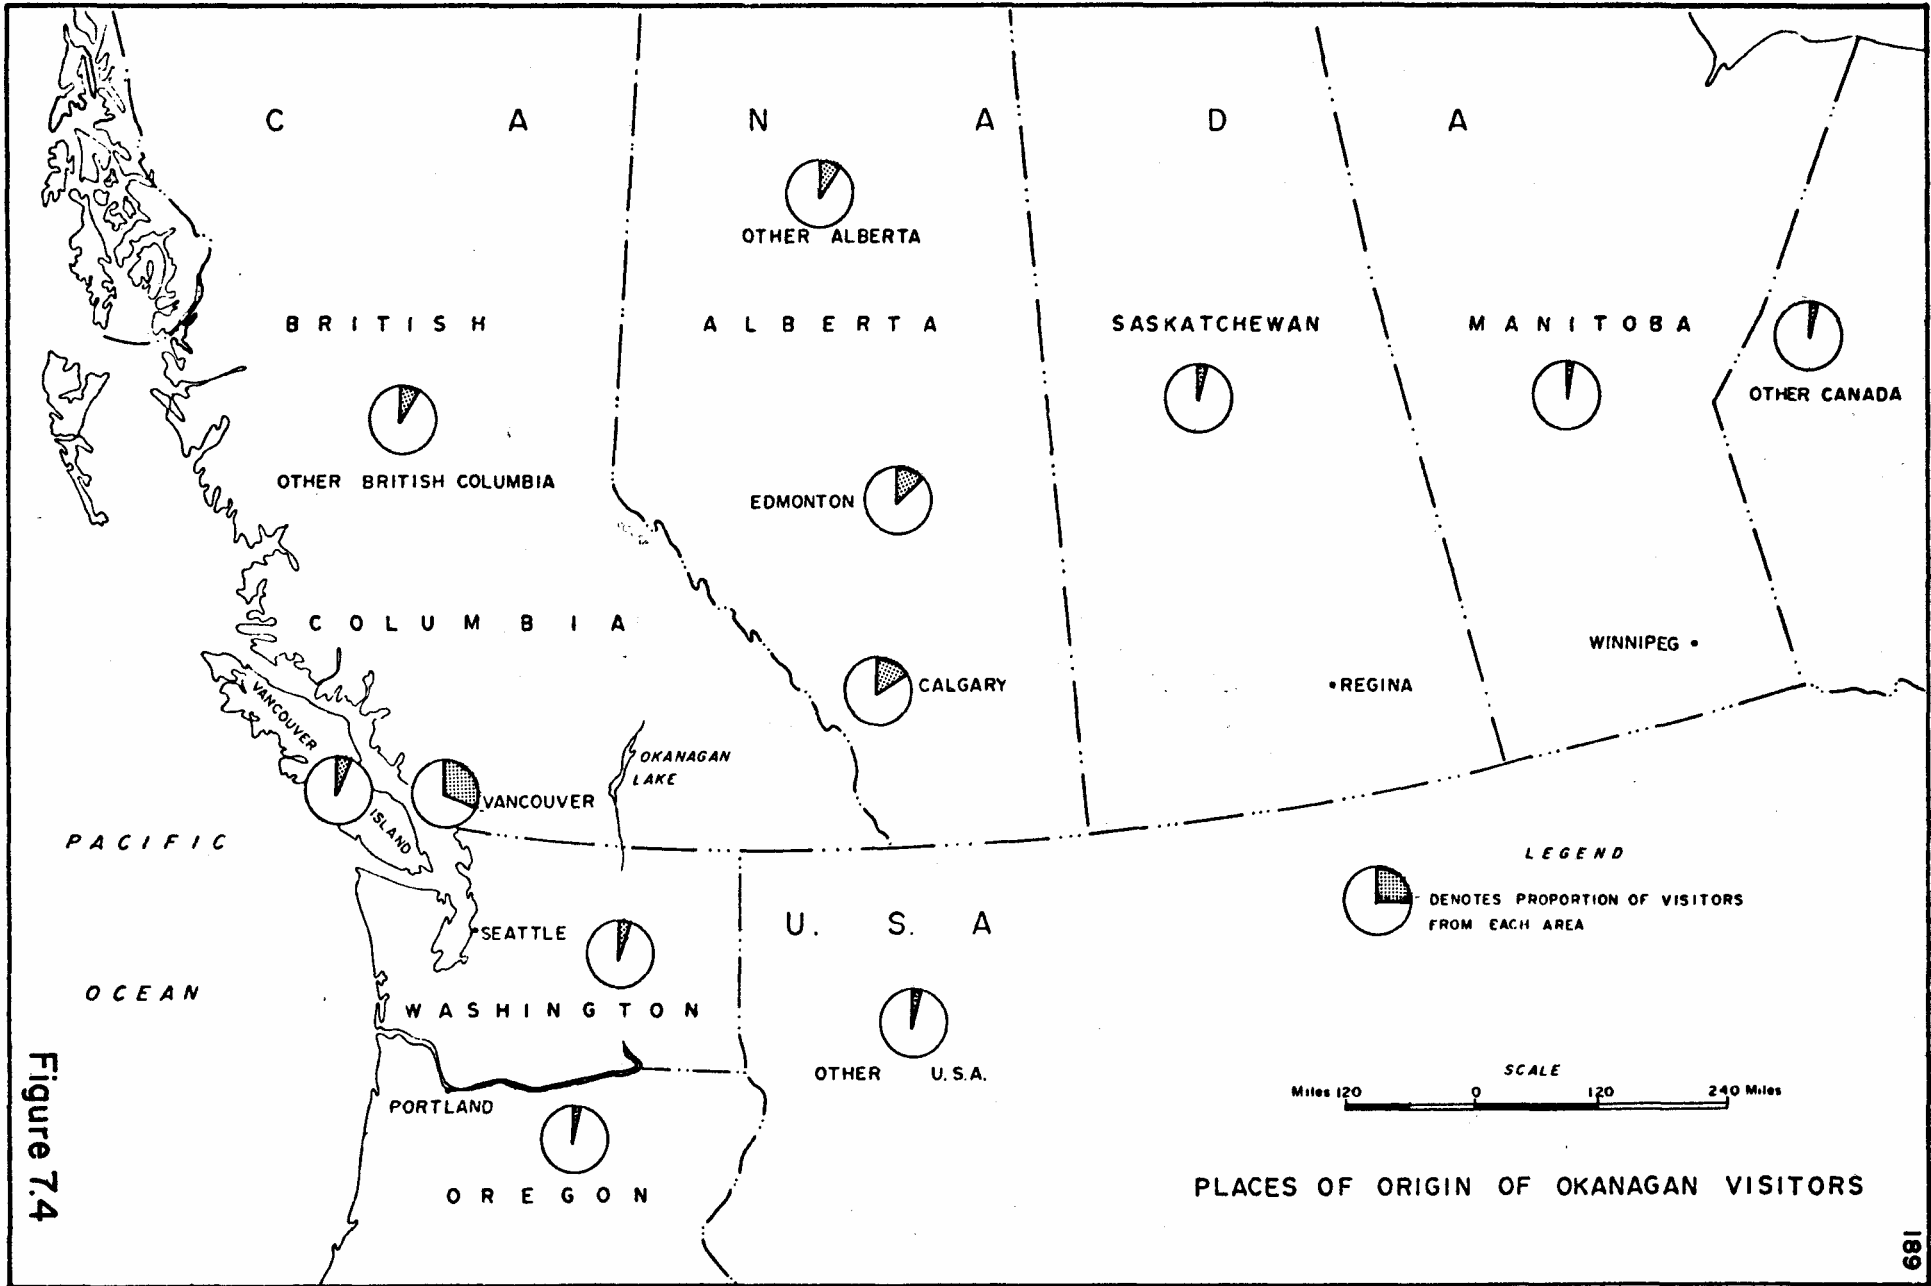 C A N A D A
OTHER ALBERTA
BRITISH
ALBERTA
SASKATCHEWAN
MANITOBA
OTHER CANADA
OTHER BRITISH COLUMBIA
EDMONTON
COLUMBIA
WINNIPEG
CALGARY
REGINA
VANCOUVER
ISLAND
OKANAGAN
LAKE
VANCOUVER
PACIFIC
OCEAN
LEGEND
DENOTES PROPORTION OF VISITORS
FROM EACH AREA
U. S. A
SEATTLE
WASHINGTON
OTHER U.S.A.
PORTLAND
OREGON
SCALE
Miles 120 0 120 240 Miles
PLACES OF ORIGIN OF OKANAGAN VISITORS
Figure 7.4
189